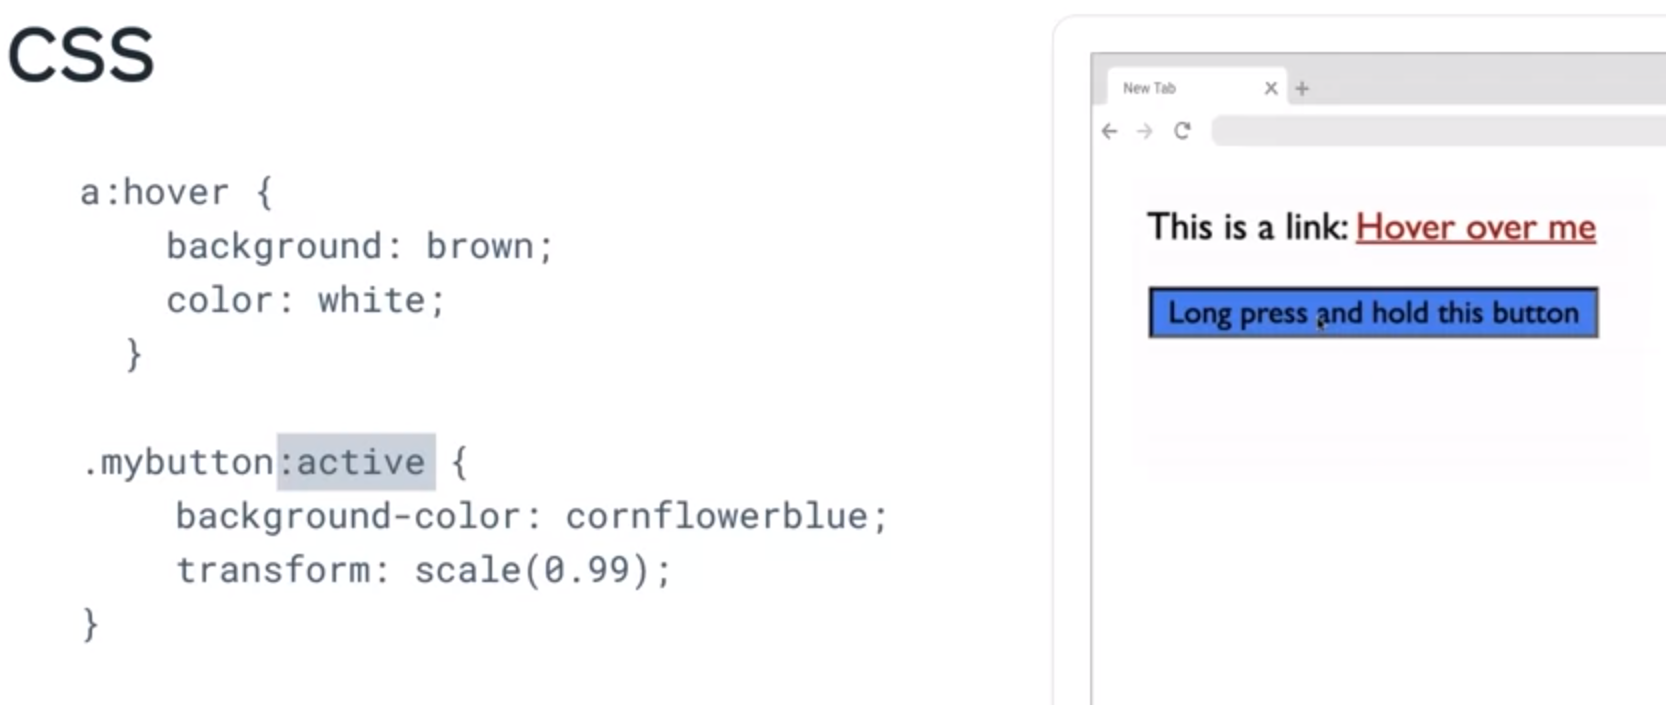 CSS
a:hover {
background: brown;
color: white;
}
.mybutton:active {
background-color: cornflowerblue;
transform: scale(0.99);
}
New Tab
This is a link: Hover over me
Long press and hold this button